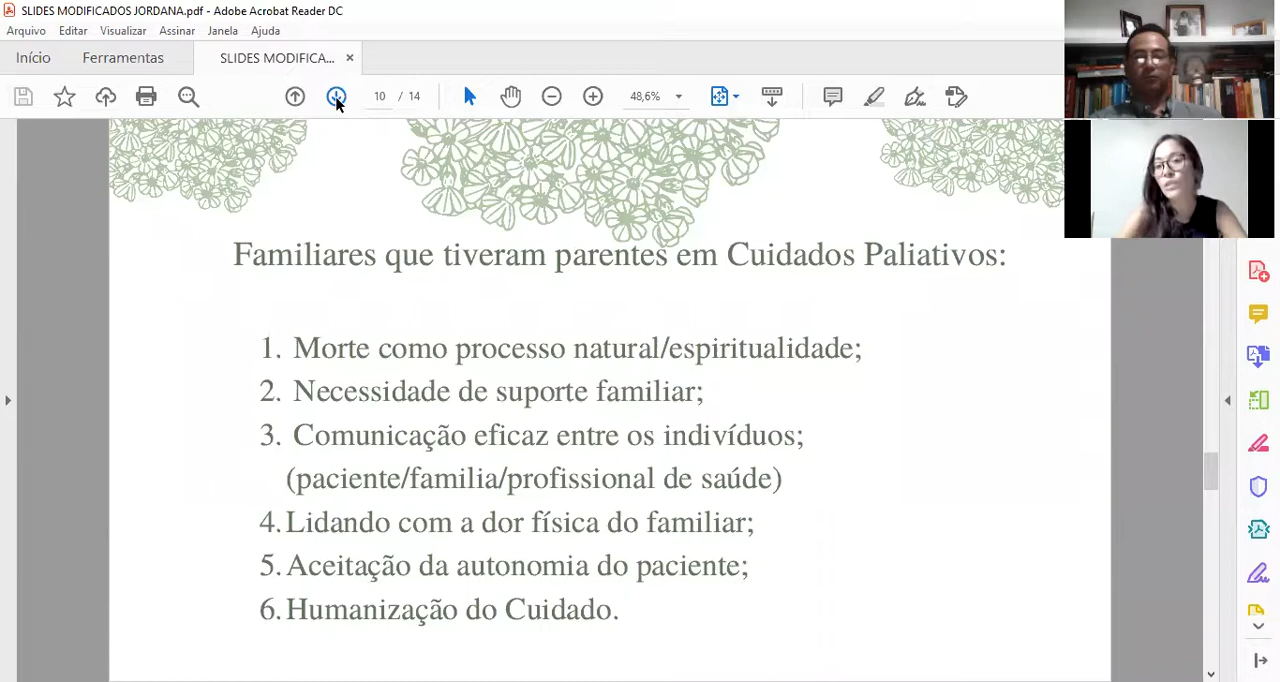 SLIDES MODIFICADOS JORDANA.pdf - Adobe Acrobat Reader DC
Arquivo Editar Visualizar Assinar Janela Ajuda
Início Ferramentas SLIDES MODIFICA... ×
10 / 14 48,6%
Familiares que tiveram parentes em Cuidados Paliativos:
1. Morte como processo natural/espiritualidade;
2. Necessidade de suporte familiar;
3. Comunicação eficaz entre os indivíduos;
(paciente/familia/profissional de saúde)
4. Lidando com a dor física do familiar;
5. Aceitação da autonomia do paciente;
6. Humanização do Cuidado.